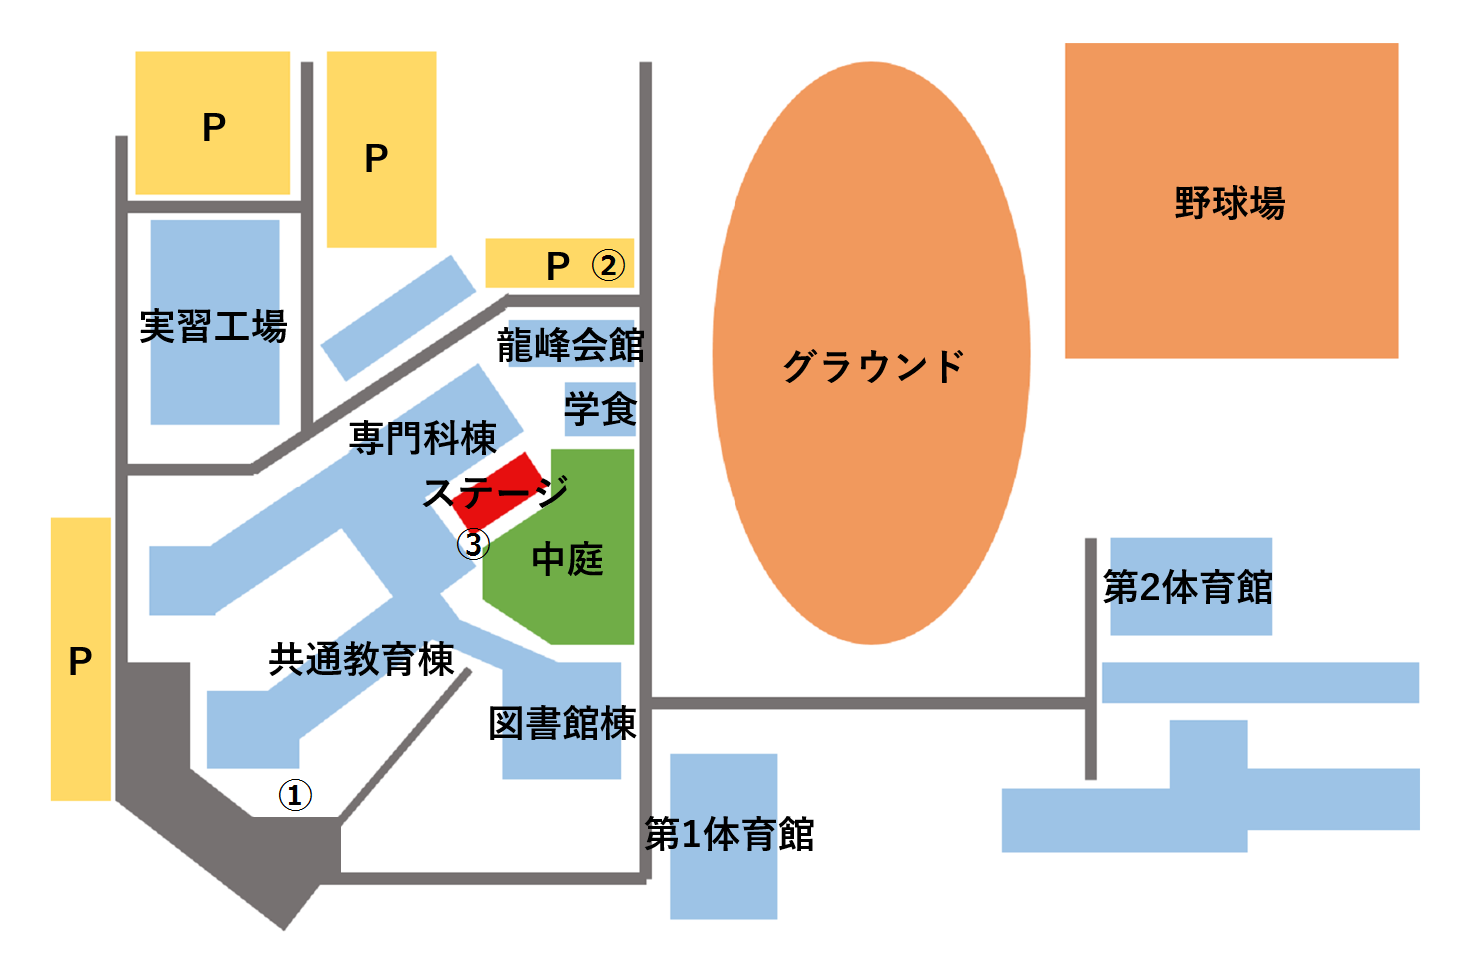 P
P
野球場
P ②
実習工場
龍峰会館
グラウンド
学食
専門科棟
ステージ
③
中庭
第2体育館
P
共通教育棟
図書館棟
①
第1体育館